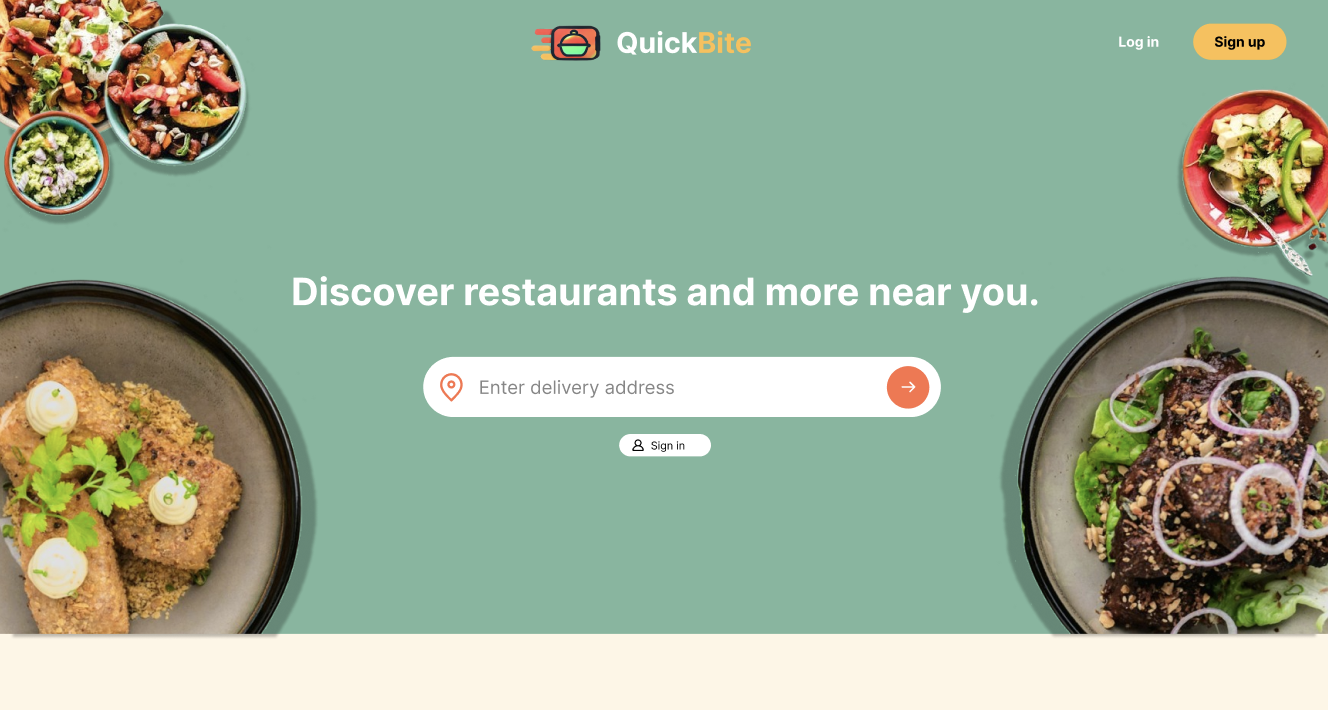 QuickBite
Log in
Sign up
Discover restaurants and more near you.
Enter delivery address
Sign in